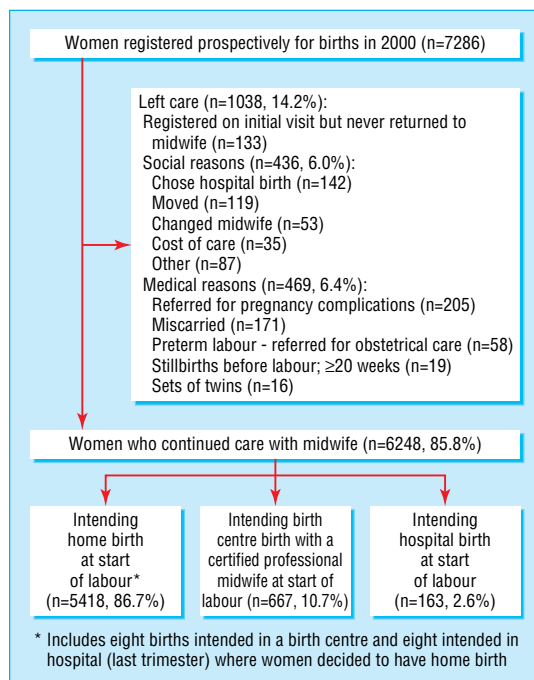 Women registered prospectively for births in 2000 (n=7286)
Left care (n=1038, 14.2%):
Registered on initial visit but never returned to
midwife (n=133)
Social reasons (n=436, 6.0%):
Chose hospital birth (n=142)
Moved (n=119)
Changed midwife (n=53)
Cost of care (n=35)
Other (n=87)
Medical reasons (n=469, 6.4%):
Referred for pregnancy complications (n=205)
Miscarried (n=171)
Preterm labour - referred for obstetrical care (n=58)
Stillbirths before labour; ≥20 weeks (n=19)
Sets of twins (n=16)
Women who continued care with midwife (n=6248, 85.8%)
Intending
home birth
at start
of labour*
(n=5418, 86.7%)
Intending birth
centre birth with a
certified professional
midwife at start of
labour (n=667, 10.7%)
Intending
hospital birth
at start
of labour
(n=163, 2.6%)
* Includes eight births intended in a birth centre and eight intended in
hospital (last trimester) where women decided to have home birth